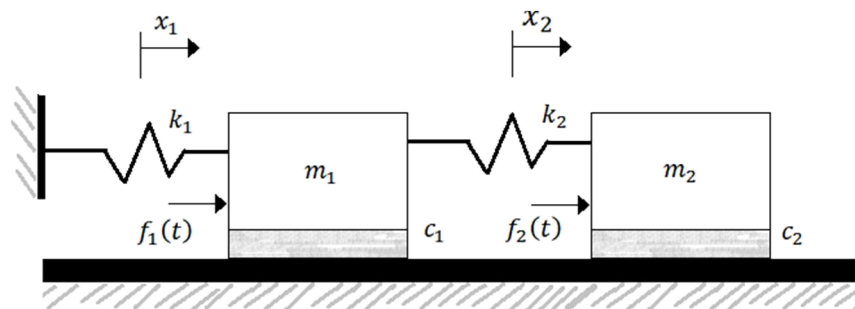 x₁ x₂
k₁ k₂
m₁ m₂
f₁(t) c₁ f₂(t) c₂